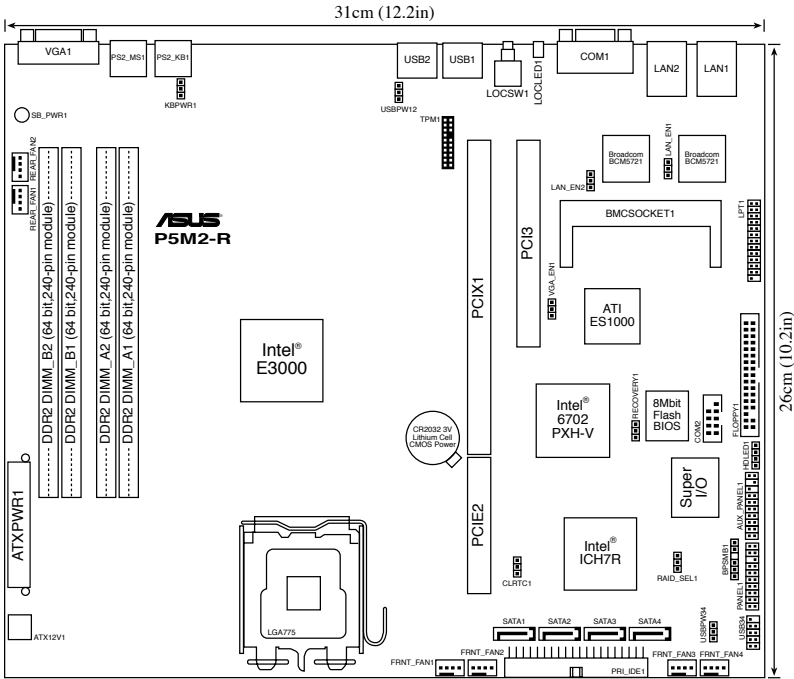 31cm (12.2in)
VGA1
PS2_MS1
PS2_KB1
KBPWR1
USB2
USB1
USBPW12
LOCSW1
LOCLED1
COM1
LAN2
LAN1
SB_PWR1
TPM1
REAR_FAN2
REAR_FAN1
Broadcom
BCM5721
LAN_EN1
Broadcom
BCM5721
LAN_EN2
LPT1
BMCSOCKET1
ASUS
P5M2-R
DDR2 DIMM_B2 (64 bit,240-pin module)
DDR2 DIMM_B1 (64 bit,240-pin module)
DDR2 DIMM_A2 (64 bit,240-pin module)
DDR2 DIMM_A1 (64 bit,240-pin module)
PCIX1
PCI3
VGA_EN1
ATI
ES1000
26cm (10.2in)
Intel®
E3000
Intel®
6702
PXH-V
RECOVERY1
8Mbit
Flash
BIOS
COM2
FLOPPY1
CR2032 3V
Lithium Cell
CMOS Power
HDLED1
Super
I/O
AUX_PANEL1
ATXPWR1
PCIE2
Intel®
ICH7R
CLRTC1
RAID_SEL1
BPSMB1
PANEL1
ATX12V1
LGA775
SATA1
SATA2
SATA3
SATA4
USBPW34
USB34
FRNT_FAN1
FRNT_FAN2
PRI_IDE1
FRNT_FAN3
FRNT_FAN4